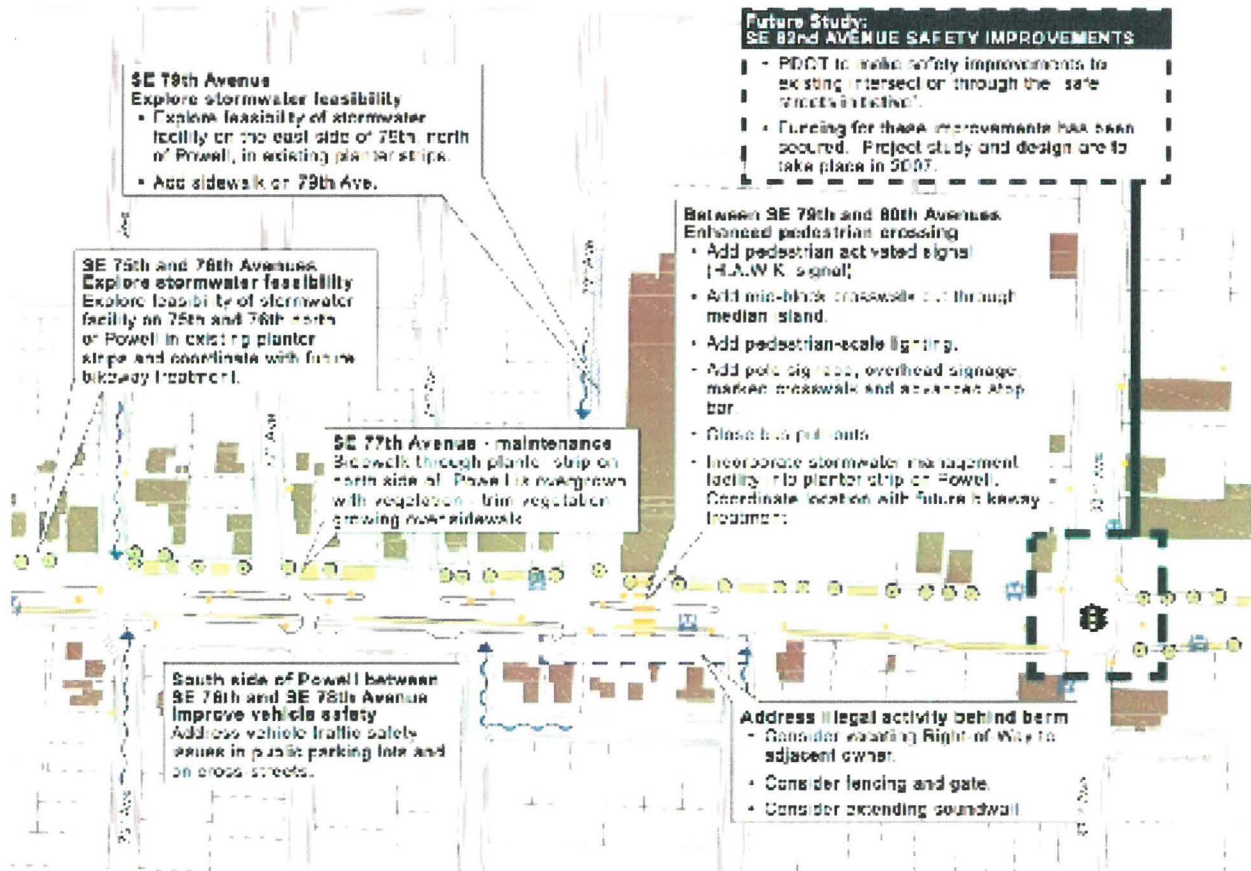 Future Study:
SE 82nd AVENUE SAFETY IMPROVEMENTS
• PDOT to make safety improvements to
existing intersection through the "safe
streets initiative".
• Funding for these improvements has been
secured. Project study and design are to
take place in 2007.
SE 79th Avenue
Explore stormwater feasibility
• Explore feasibility of stormwater
facility on the east side of 79th, north
of Powell, in existing planter strips.
• Add sidewalk on 79th Ave.
SE 75th and 76th Avenues
Explore stormwater feasibility
Explore feasibility of stormwater
facility on 75th and 76th north
of Powell in existing planter
strips and coordinate with future
bikeway treatment.
Between SE 79th and 80th Avenues
Enhanced pedestrian crossing
• Add pedestrian activated signal
(H.A.W.K. signal)
• Add mid-block crosswalk cut through
median island.
• Add pedestrian-scale lighting.
• Add pole signage, overhead signage,
marked crosswalk and advanced stop
bar.
• Close bus pull-outs
• Incorporate stormwater management
facility into planter strip on Powell.
Coordinate location with future bikeway
treatment
SE 77th Avenue - maintenance
Sidewalk through planter strip on
north side of Powell is overgrown
with vegetation - trim vegetation
growing over sidewalk
South side of Powell between
SE 76th and SE 78th Avenue
Improve vehicle safety
Address vehicle traffic safety
issues in public parking lots and
on cross-streets.
Address illegal activity behind berm
• Consider vacating Right-of-Way to
adjacent owner.
• Consider fencing and gate.
• Consider extending soundwall